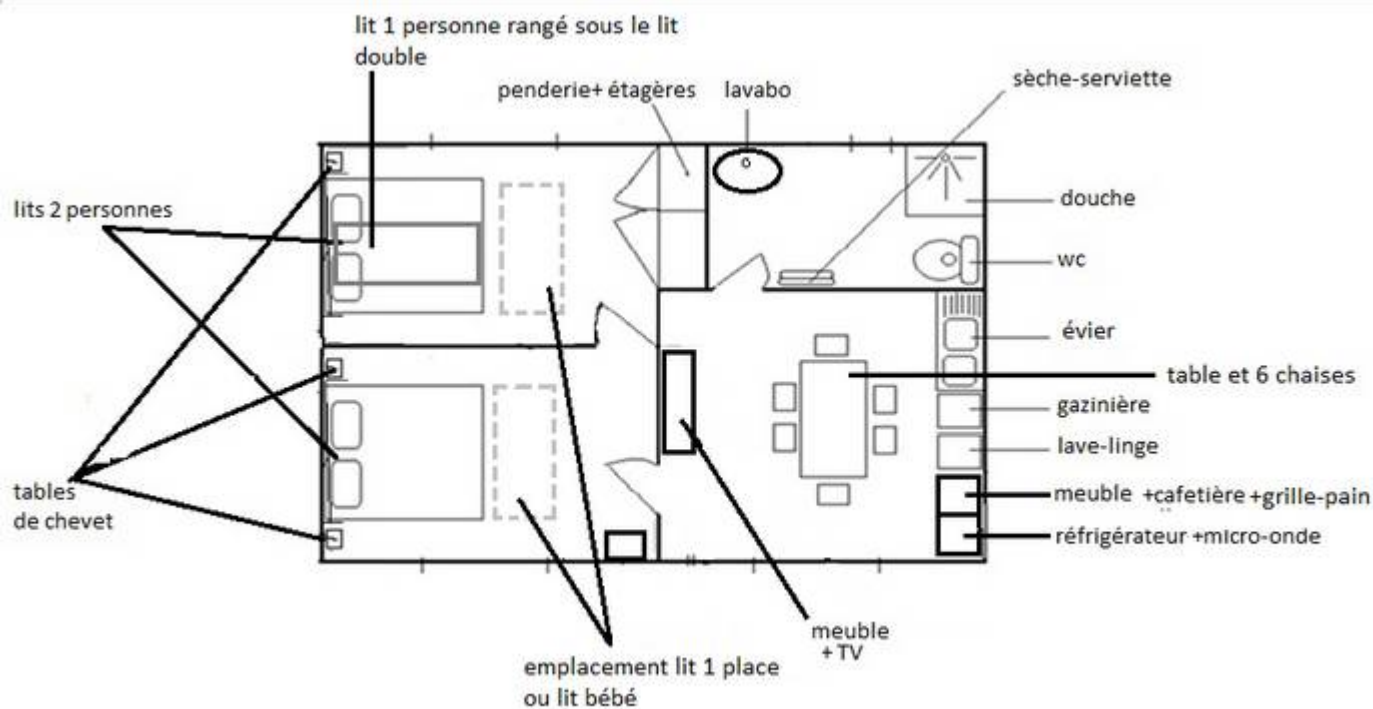 lit 1 personne rangé sous le lit
double
penderie+ étagères
lavabo
sèche-serviette
lits 2 personnes
douche
wc
évier
table et 6 chaises
gazinière
lave-linge
tables
de chevet
meuble +cafetière +grille-pain
réfrigérateur +micro-onde
meuble
+ TV
emplacement lit 1 place
ou lit bébé